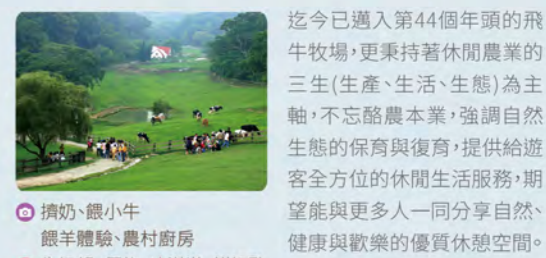 迄今已邁入第44個年頭的飛
牛牧場,更秉持著休閒農業的
三生(生產、生活、生態)為主
軸,不忘酪農本業,強調自然
生態的保育與復育,提供給遊
客全方位的休閒生活服務,期
望能與更多人一同分享自然、
健康與歡樂的優質休憩空間。
擠奶、餵小牛
餵羊體驗、農村廚房